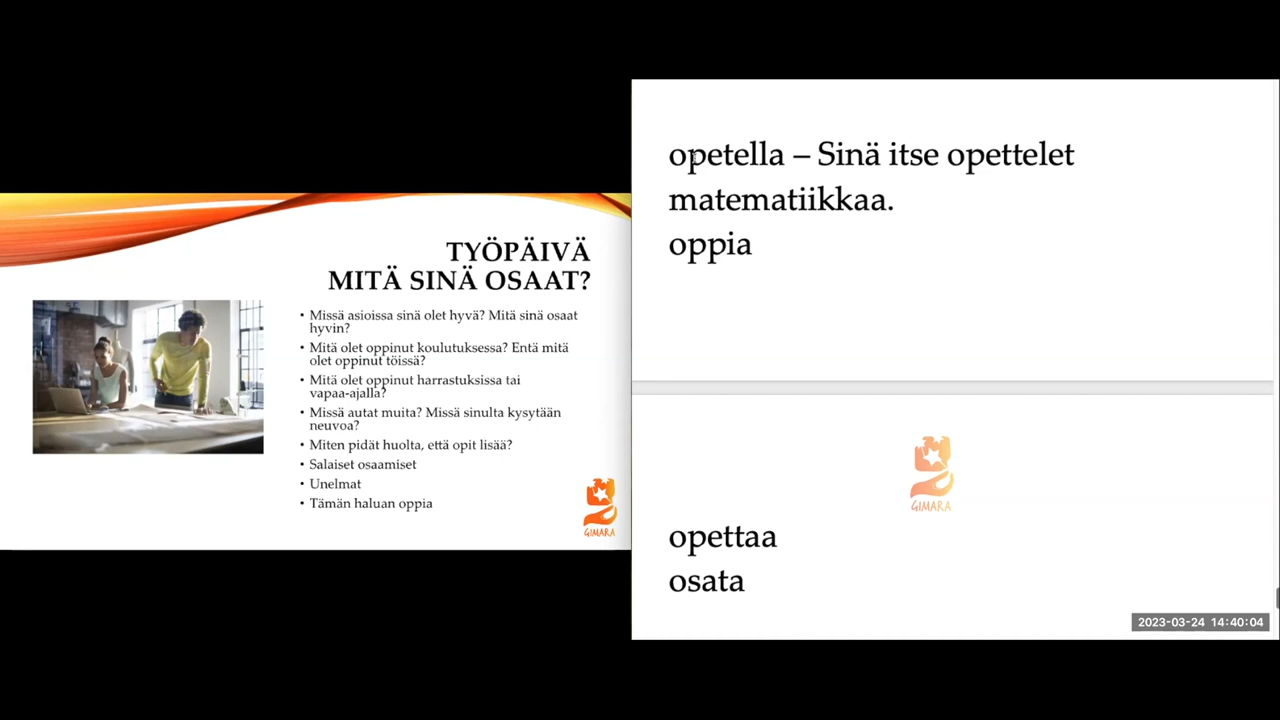 TYÖPÄIVÄ
MITÄ SINÄ OSAAT?
• Missä asioissa sinä olet hyvä? Mitä sinä osaat
hyvin?
• Mitä olet oppinut koulutuksessa? Entä mitä
olet oppinut töissä?
• Mitä olet oppinut harrastuksissa tai
vapaa-ajalla?
• Missä autat muita? Missä sinulta kysytään
neuvoa?
• Miten pidät huolta, että opit lisää?
• Salaiset osaamiset
• Unelmat
• Tämän haluan oppia
GIMARA
opetella – Sinä itse opettelet
matematiikkaa.
oppia
GIMARA
opettaa
osata
2023-03-24 14:40:04